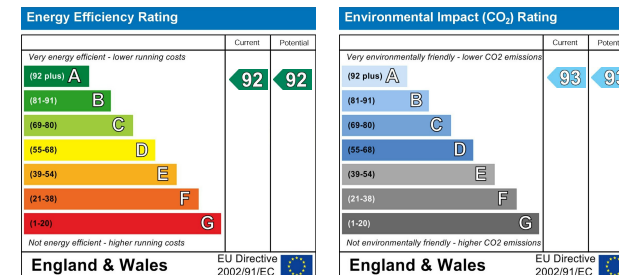 Energy Efficiency Rating
Current Potential
Very energy efficient - lower running costs
(92 plus) A
92 92
(81-91) B
(69-80) C
(55-68) D
(39-54) E
(21-38) F
(1-20) G
Not energy efficient - higher running costs
England & Wales
EU Directive
2002/91/EC
Environmental Impact (CO₂) Rating
Current
Very environmentally friendly - lower CO2 emissions
(92 plus) A
93
(81-91) B
(69-80) C
(55-68) D
(39-54) E
(21-38) F
(1-20) G
Not environmentally friendly - higher CO2 emissions
England & Wales
EU Directive
2002/91/EC